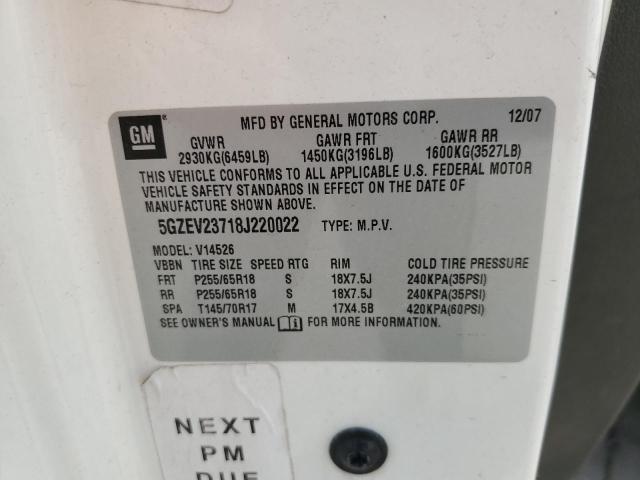 GM
MFD BY GENERAL MOTORS CORP. 12/07
GVWR GAWR FRT GAWR RR
2930KG(6459LB) 1450KG(3196LB) 1600KG(3527LB)
THIS VEHICLE CONFORMS TO ALL APPLICABLE U.S. FEDERAL MOTOR
VEHICLE SAFETY STANDARDS IN EFFECT ON THE DATE OF
MANUFACTURE SHOWN ABOVE.
5GZEV23718J220022 TYPE: M.P.V.
MODEL: V14526
VBBN TIRE SIZE SPEED RTG RIM COLD TIRE PRESSURE
FRT P255/65R18 S 18X7.5J 240KPA(35PSI)
RR P255/65R18 S 18X7.5J 240KPA(35PSI)
SPA T145/70R17 M 17X4.5B 420KPA(60PSI)
SEE OWNER'S MANUAL FOR MORE INFORMATION.
NEXT
PM
DUE